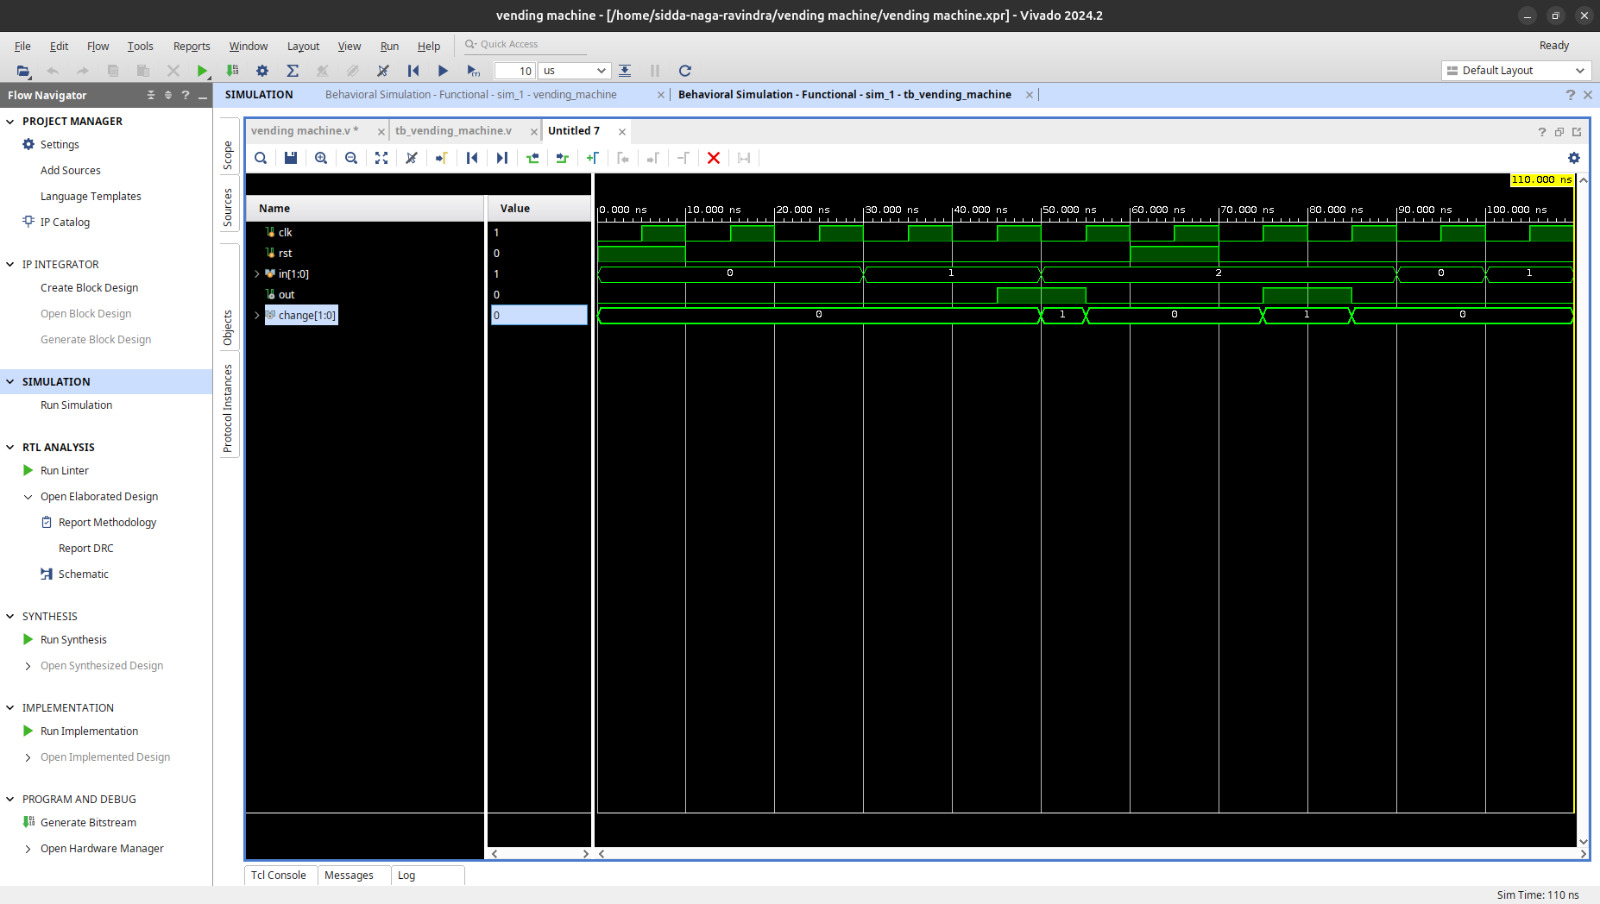 vending machine - [/home/sidda-naga-ravindra/vending machine/vending machine.xpr] - Vivado 2024.2
File Edit Flow Tools Reports Window Layout View Run Help Quick Access Ready
10 us Default Layout
Flow Navigator
SIMULATION Behavioral Simulation - Functional - sim_1 - vending_machine Behavioral Simulation - Functional - sim_1 - tb_vending_machine
PROJECT MANAGER
Settings
Add Sources
Language Templates
IP Catalog
IP INTEGRATOR
Create Block Design
Open Block Design
Generate Block Design
SIMULATION
Run Simulation
RTL ANALYSIS
Run Linter
Open Elaborated Design
Report Methodology
Report DRC
Schematic
SYNTHESIS
Run Synthesis
Open Synthesized Design
IMPLEMENTATION
Run Implementation
Open Implemented Design
PROGRAM AND DEBUG
Generate Bitstream
Open Hardware Manager
Scope
Sources
Objects
Protocol Instances
vending machine.v * tb_vending_machine.v Untitled 7
110.000 ns
Name Value
0.000 ns 10.000 ns 20.000 ns 30.000 ns 40.000 ns 50.000 ns 60.000 ns 70.000 ns 80.000 ns 90.000 ns 100.000 ns
clk 1
rst 0
in[1:0] 1 0 1 2 0 1
out 0
change[1:0] 0 0 1 0 1 0
Tcl Console Messages Log
Sim Time: 110 ns